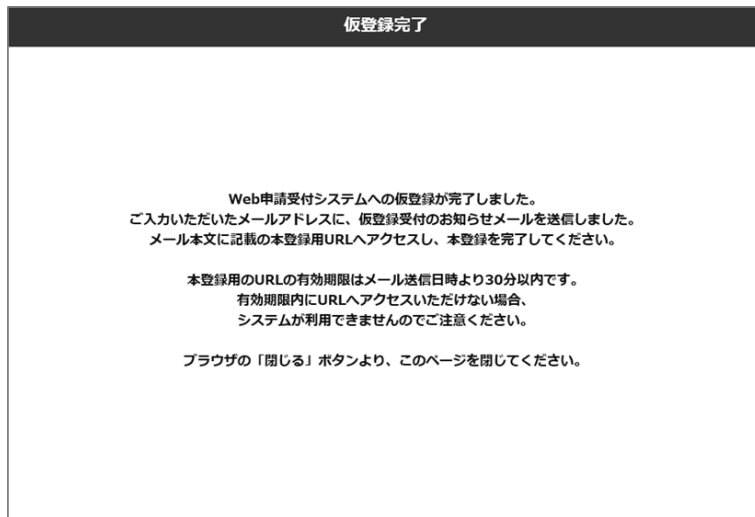 仮登録完了
Web申請受付システムへの仮登録が完了しました。
ご入力いただいたメールアドレスに、仮登録受付のお知らせメールを送信しました。
メール本文に記載の本登録用URLへアクセスし、本登録を完了してください。
本登録用のURLの有効期限はメール送信日時より30分以内です。
有効期限内にURLへアクセスいただけない場合、
システムが利用できませんのでご注意ください。
ブラウザの「閉じる」ボタンより、このページを閉じてください。